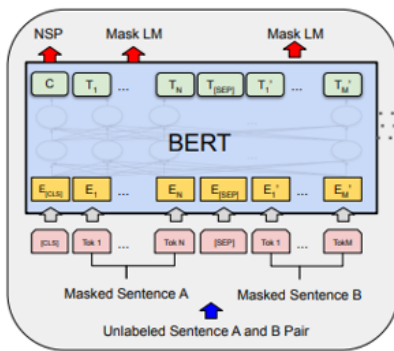 NSP Mask LM Mask LM
C T1 ... TN T[SEP] T1' ... TM'
BERT
E[CLS] E1 ... EN E[SEP] E1' ... EM'
[CLS] Tok 1 ... Tok N [SEP] Tok 1 ... TokM
Masked Sentence A Masked Sentence B
Unlabeled Sentence A and B Pair